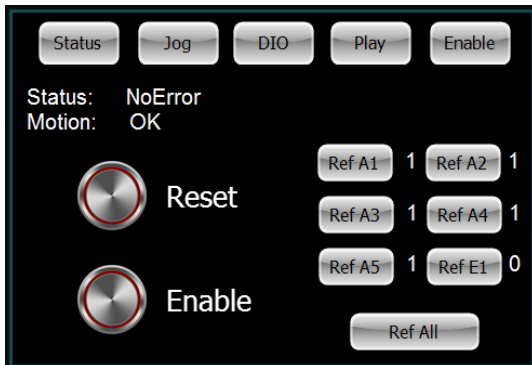 Status Jog DIO Play Enable
Status: NoError
Motion: OK
Ref A1 1 Ref A2 1
Reset
Ref A3 1 Ref A4 1
Ref A5 1 Ref E1 0
Enable
Ref All